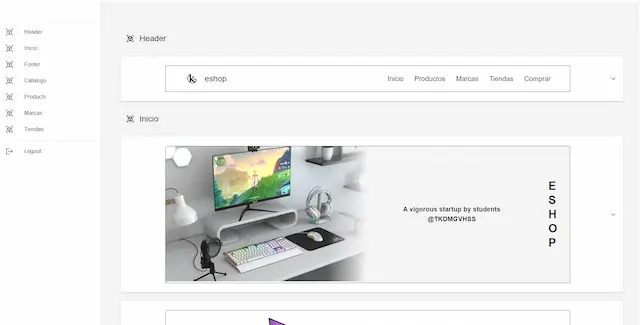 Header
Inicio
Footer
Catalogo
Products
Marcas
Tiendas
Logout
Header
eshop
Inicio
Productos
Marcas
Tiendas
Comprar
Inicio
A vigorous startup by students
@TKDMGVHSS
E
S
H
O
P